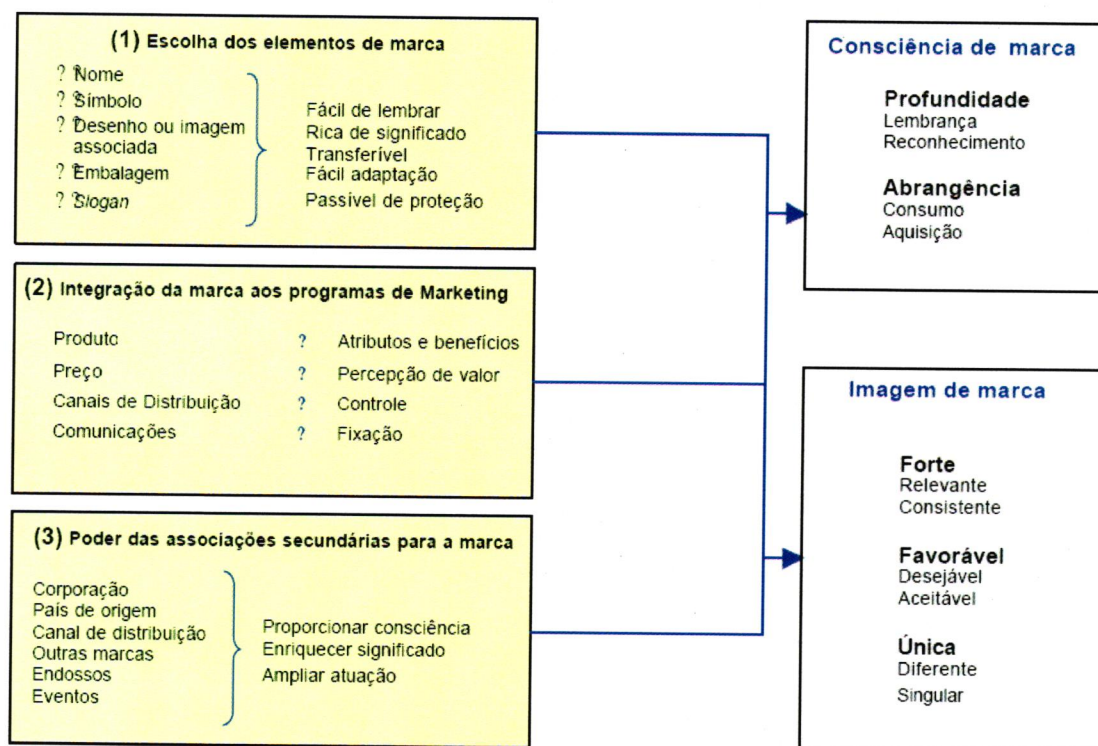 (1) Escolha dos elementos de marca
? Nome
? Símbolo
? Desenho ou imagem
associada
? Embalagem
? Slogan
Fácil de lembrar
Rica de significado
Transferível
Fácil adaptação
Passível de proteção
(2) Integração da marca aos programas de Marketing
Produto ? Atributos e benefícios
Preço ? Percepção de valor
Canais de Distribuição ? Controle
Comunicações ? Fixação
(3) Poder das associações secundárias para a marca
Corporação
País de origem
Canal de distribuição
Outras marcas
Endossos
Eventos
Proporcionar consciência
Enriquecer significado
Ampliar atuação
Consciência de marca
Profundidade
Lembrança
Reconhecimento
Abrangência
Consumo
Aquisição
Imagem de marca
Forte
Relevante
Consistente
Favorável
Desejável
Aceitável
Única
Diferente
Singular